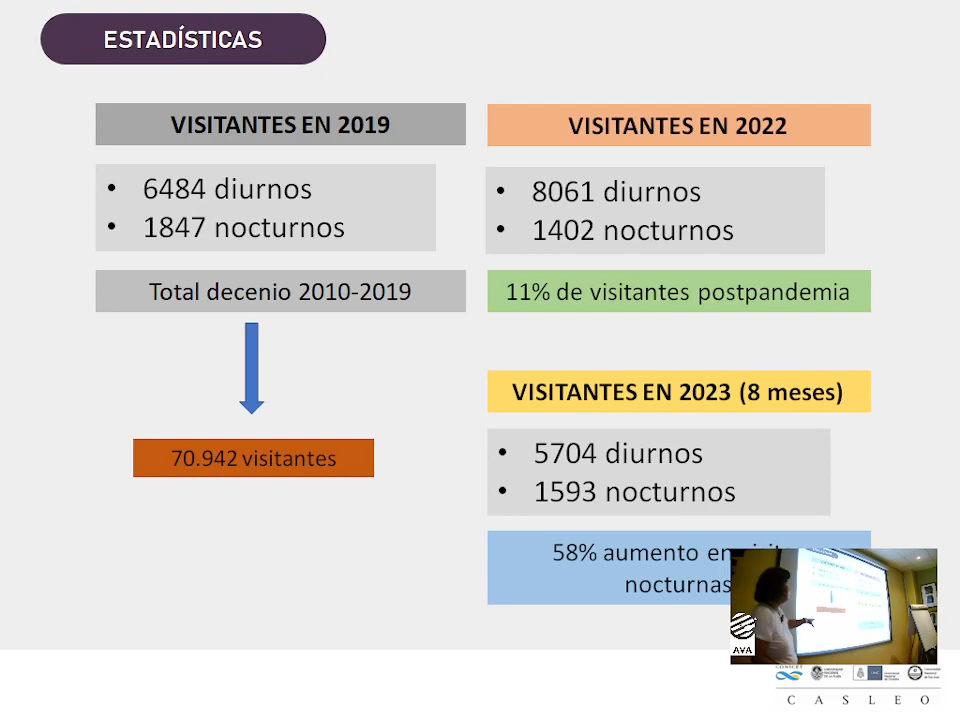 ESTADÍSTICAS
VISITANTES EN 2019
• 6484 diurnos
• 1847 nocturnos
Total decenio 2010-2019
70.942 visitantes
VISITANTES EN 2022
• 8061 diurnos
• 1402 nocturnos
11% de visitantes postpandemia
VISITANTES EN 2023 (8 meses)
• 5704 diurnos
• 1593 nocturnos
58% aumento en
nocturnas
AVA
CONICET
C A S L E O